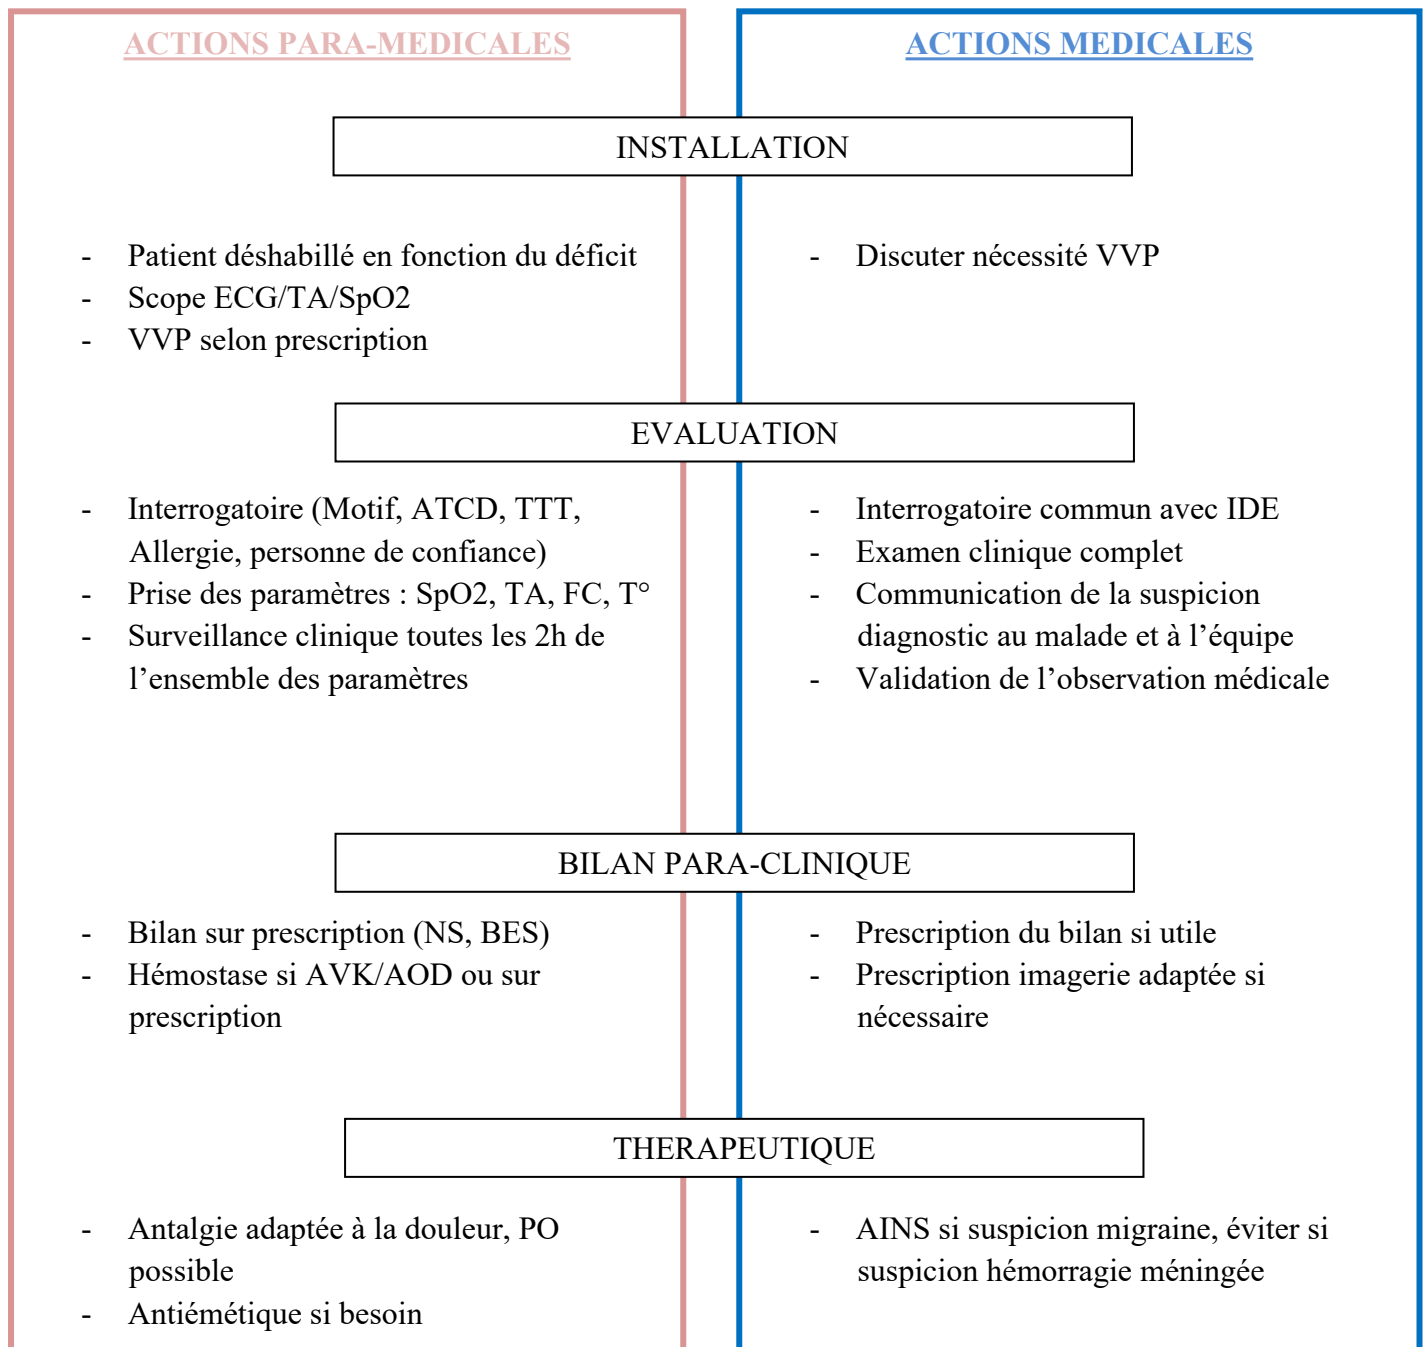 ACTIONS PARA-MEDICALES
ACTIONS MEDICALES
INSTALLATION
- Patient déshabillé en fonction du déficit
- Scope ECG/TA/SpO2
- VVP selon prescription
- Discuter nécessité VVP
EVALUATION
- Interrogatoire (Motif, ATCD, TTT,
Allergie, personne de confiance)
- Prise des paramètres : SpO2, TA, FC, T°
- Surveillance clinique toutes les 2h de
l’ensemble des paramètres
- Interrogatoire commun avec IDE
- Examen clinique complet
- Communication de la suspicion
diagnostic au malade et à l’équipe
- Validation de l’observation médicale
BILAN PARA-CLINIQUE
- Bilan sur prescription (NS, BES)
- Hémostase si AVK/AOD ou sur
prescription
- Prescription du bilan si utile
- Prescription imagerie adaptée si
nécessaire
THERAPEUTIQUE
- Antalgie adaptée à la douleur, PO
possible
- Antiémétique si besoin
- AINS si suspicion migraine, éviter si
suspicion hémorragie méningée